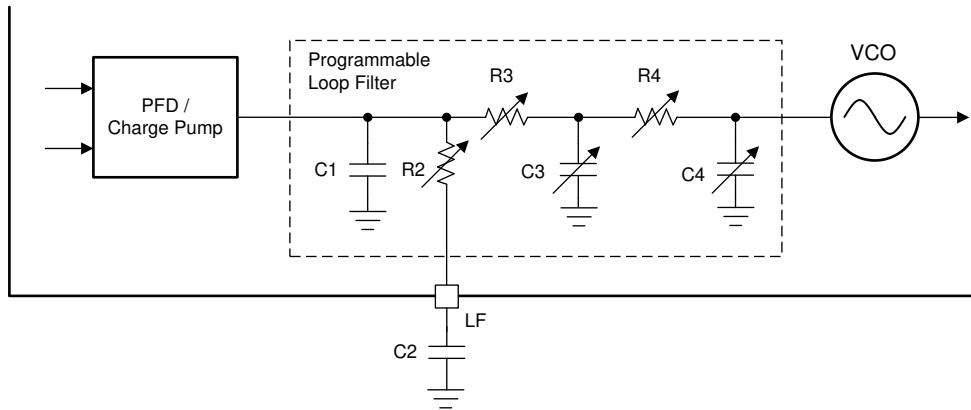 Programmable
Loop Filter
VCO
R3
R4
PFD /
Charge Pump
C1
R2
C3
C4
LF
C2